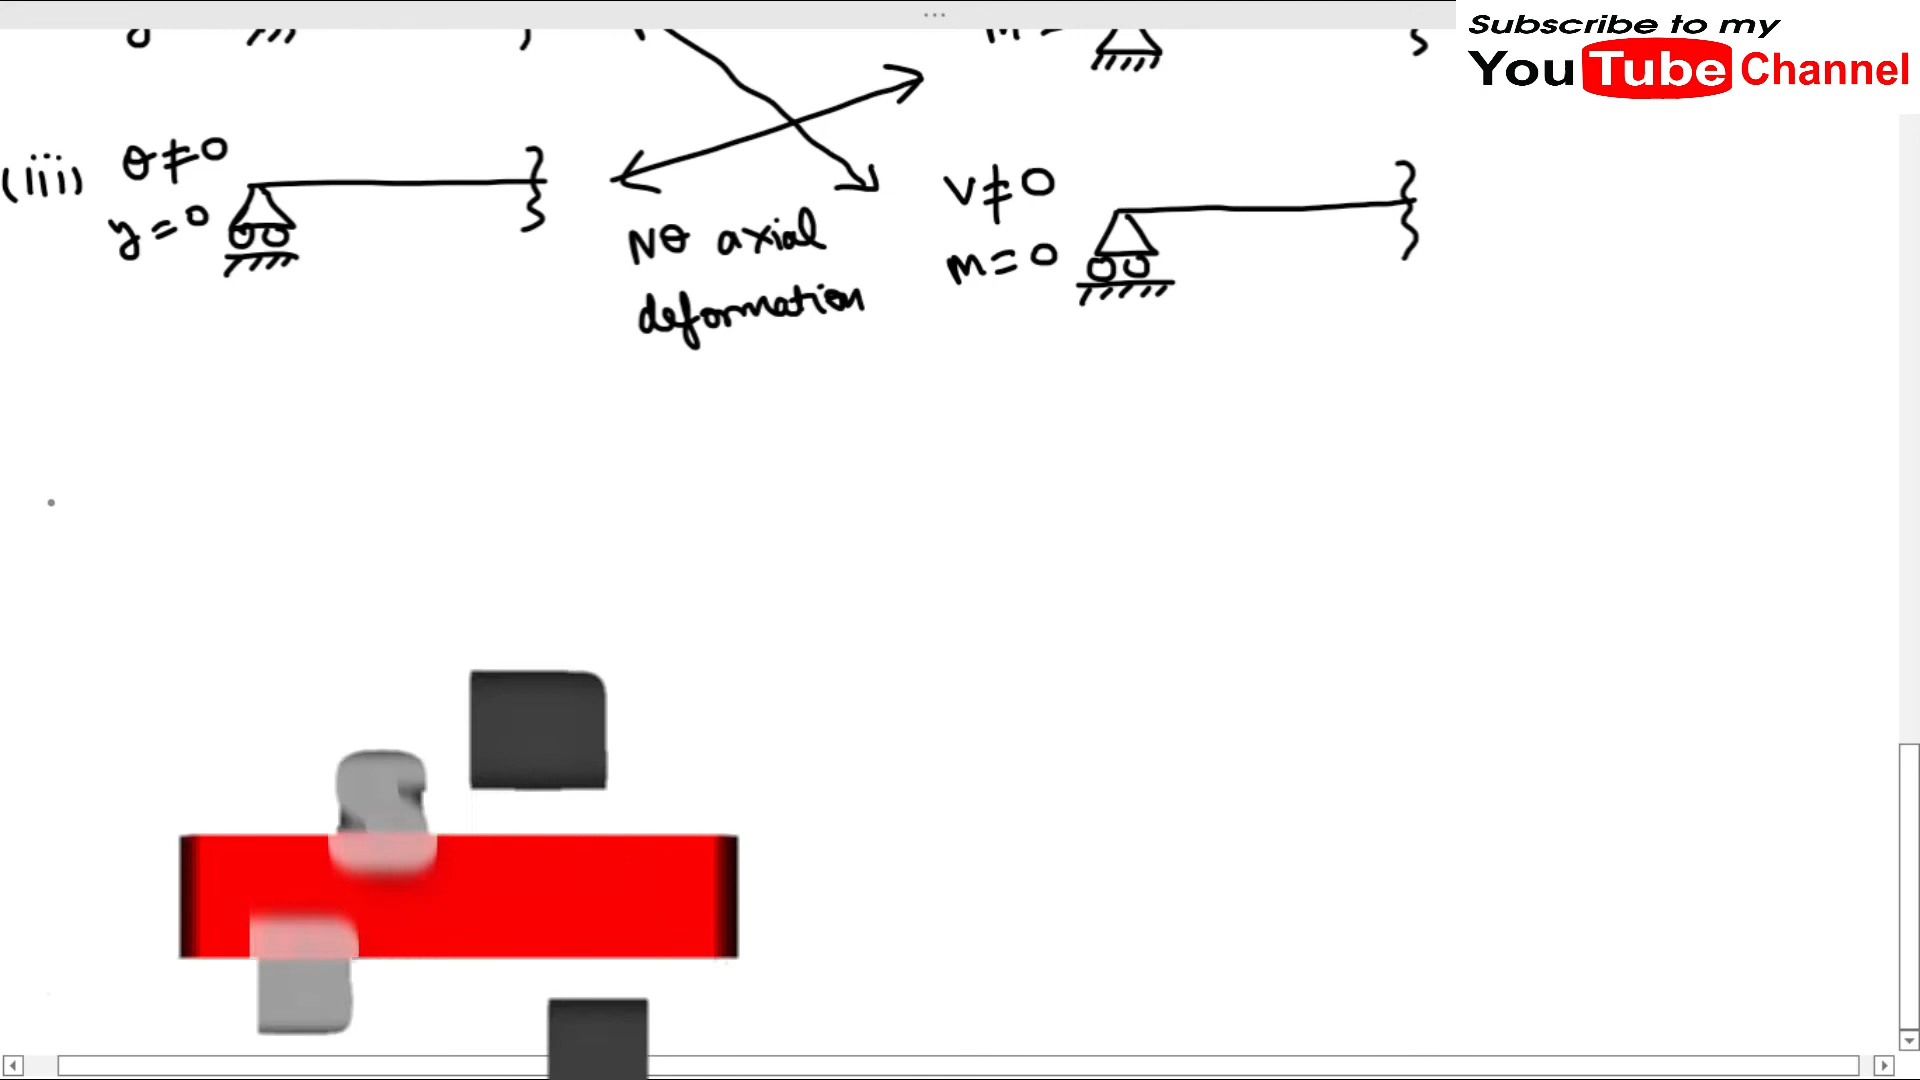 Subscribe to my
YouTube Channel
(iii) θ≠0
y=0
No axial
deformation
V≠0
M=0